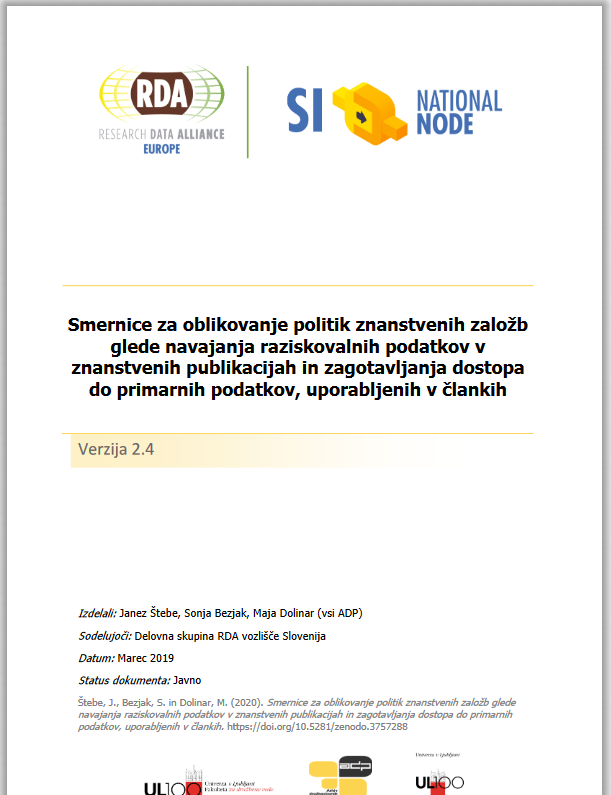 RDA
RESEARCH DATA ALLIANCE
EUROPE
SI
NATIONAL
NODE
Smernice za oblikovanje politik znanstvenih založb
glede navajanja raziskovalnih podatkov v
znanstvenih publikacijah in zagotavljanja dostopa
do primarnih podatkov, uporabljenih v člankih
Verzija 2.4
Izdelali: Janez Štebe, Sonja Bezjak, Maja Dolinar (vsi ADP)
Sodelujoči: Delovna skupina RDA vozlišče Slovenija
Datum: Marec 2019
Status dokumenta: Javno
Štebe, J., Bezjak, S. in Dolinar, M. (2020). Smernice za oblikovanje politik znanstvenih založb glede
navajanja raziskovalnih podatkov v znanstvenih publikacijah in zagotavljanja dostopa do primarnih
podatkov, uporabljenih v člankih. https://doi.org/10.5281/zenodo.3757288
UL100
Univerza v Ljubljani
Fakulteta za družbene vede
adp
Univerza v Ljubljani
UL100